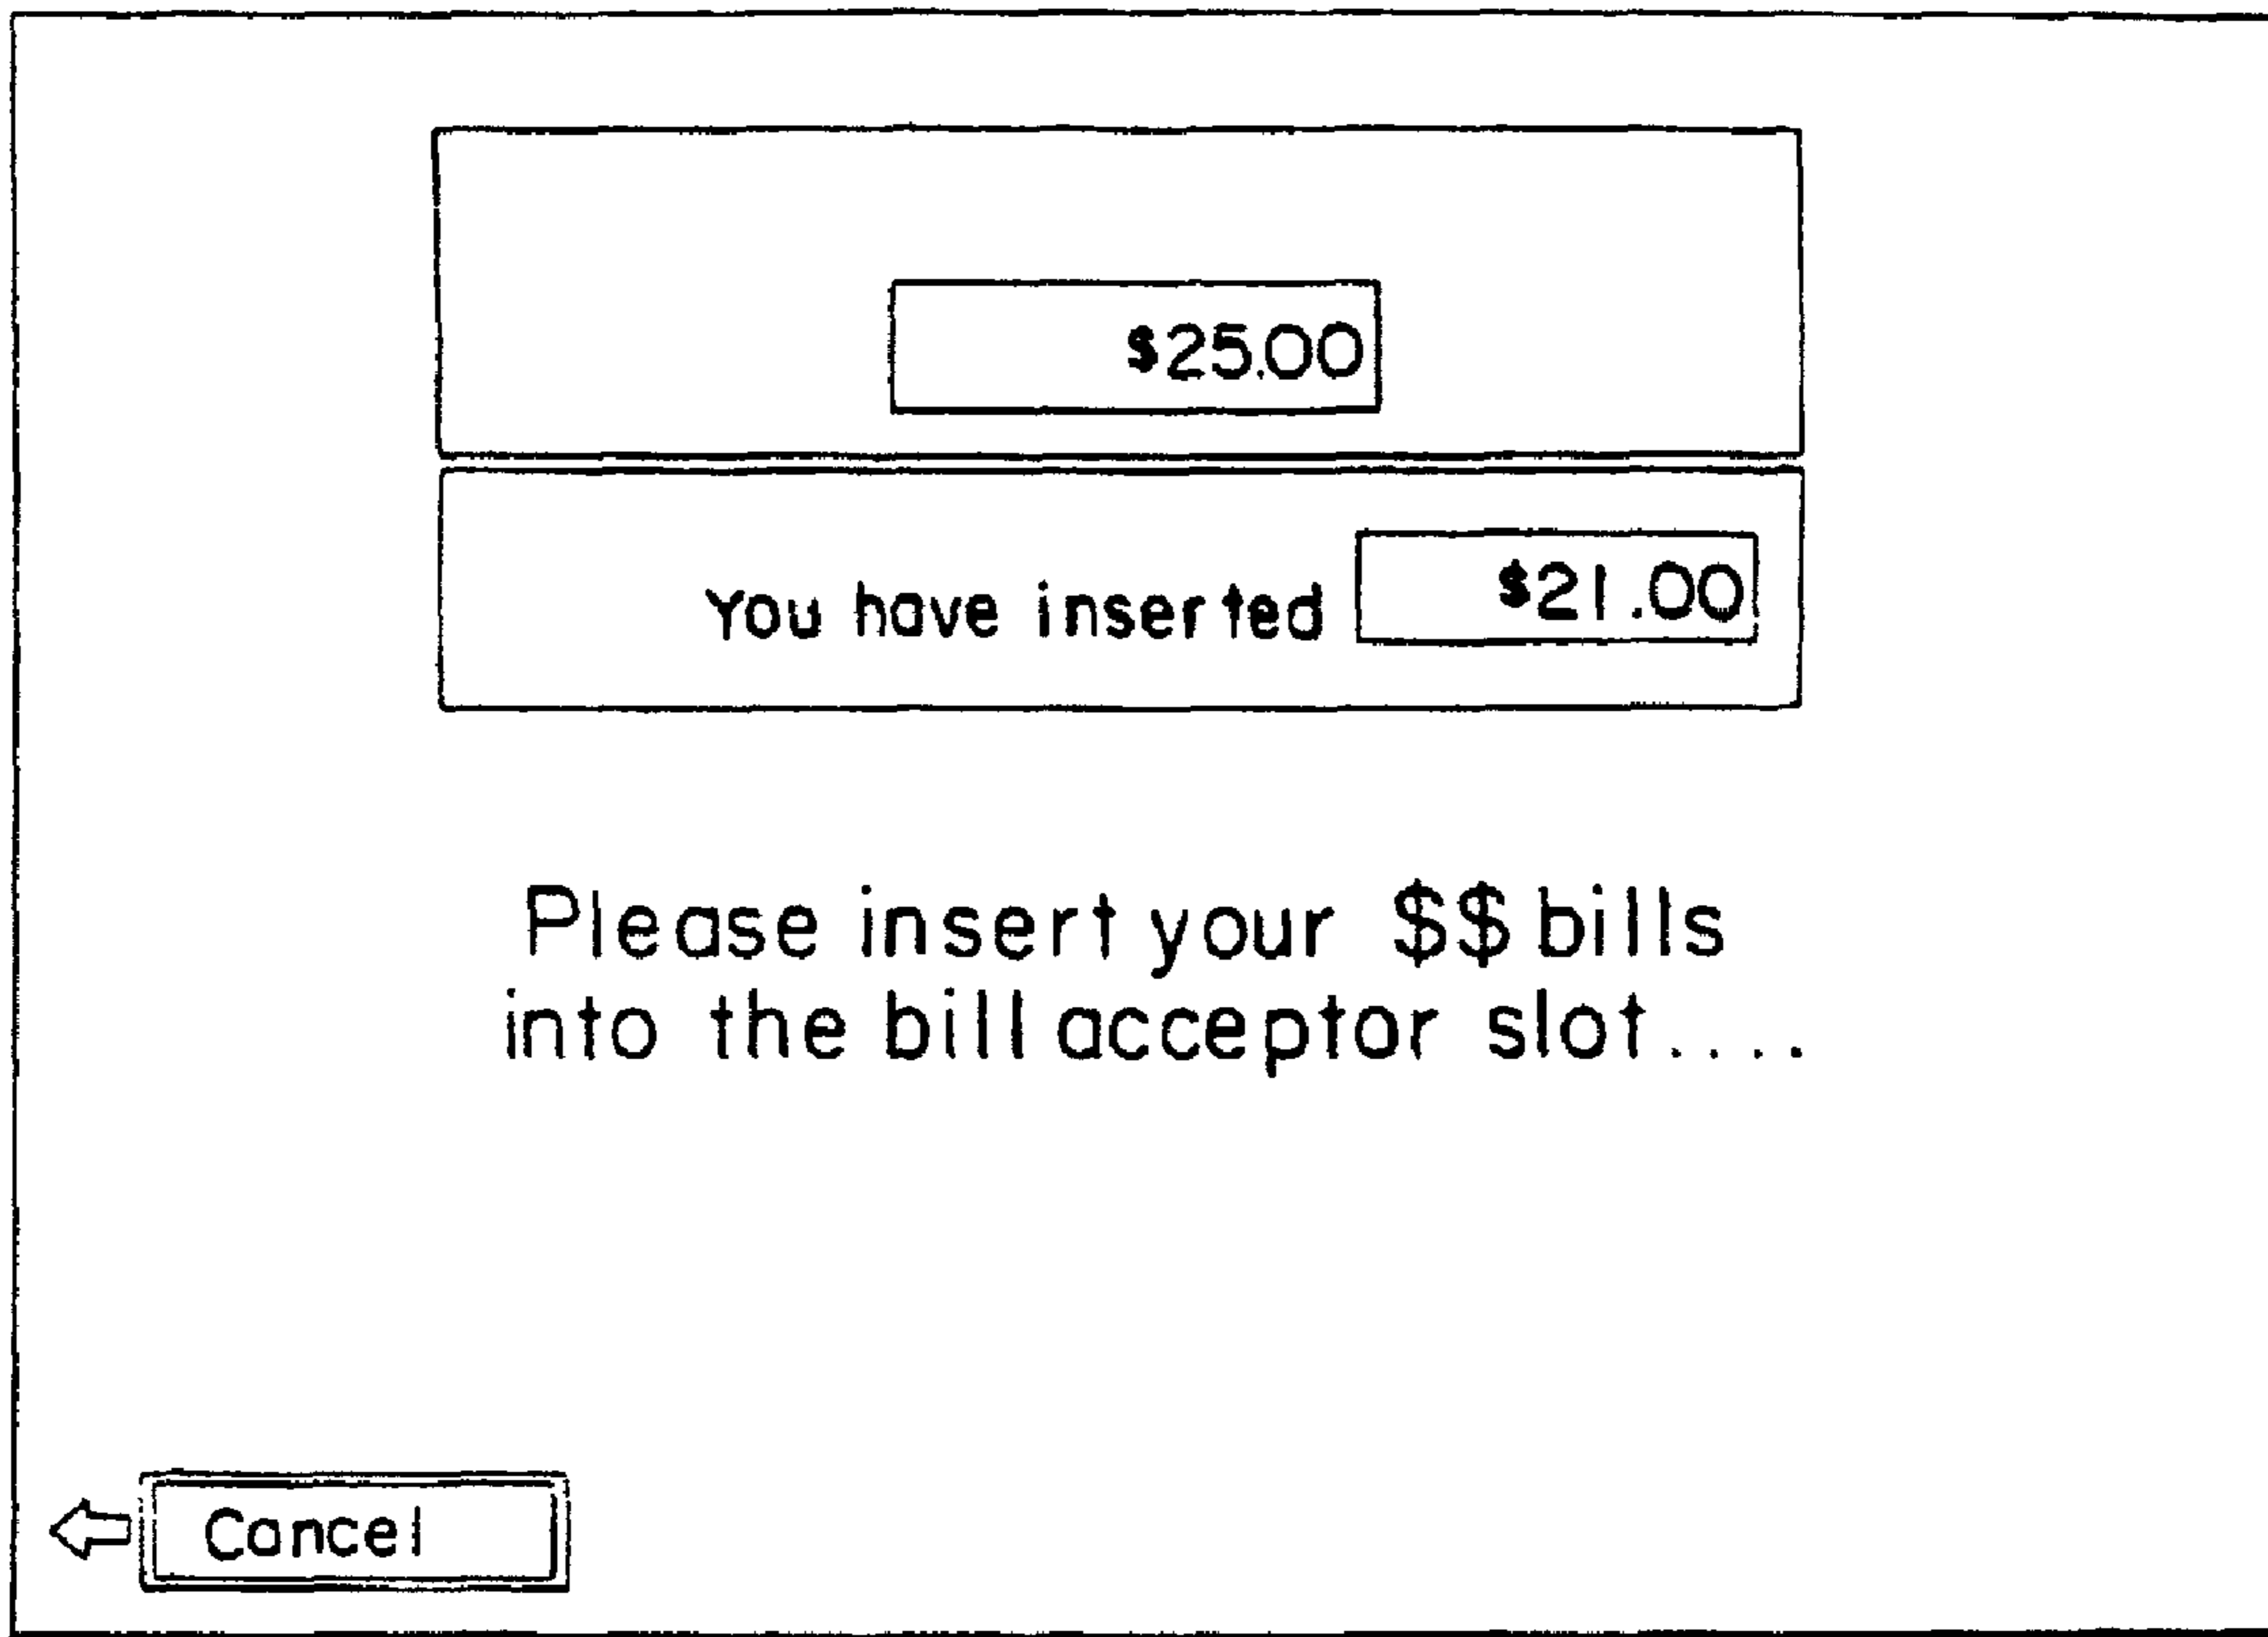 $25.00
You have inserted $21.00
Please insert your $$ bills
into the bill acceptor slot....
Cancel